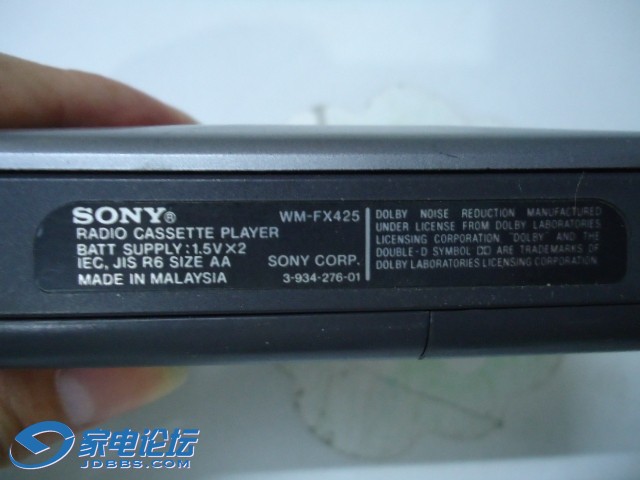 SONY®
RADIO CASSETTE PLAYER WM-FX425
BATT SUPPLY:1.5V×2
IEC, JIS R6 SIZE AA SONY CORP.
MADE IN MALAYSIA 3-934-276-01
DOLBY NOISE REDUCTION MANUFACTURED
UNDER LICENSE FROM DOLBY LABORATORIES
LICENSING CORPORATION "DOLBY" AND THE
DOUBLE-D SYMBOL ARE TRADEMARKS OF
DOLBY LABORATORIES LICENSING CORPORATION.
家电论坛
JDBBS.COM